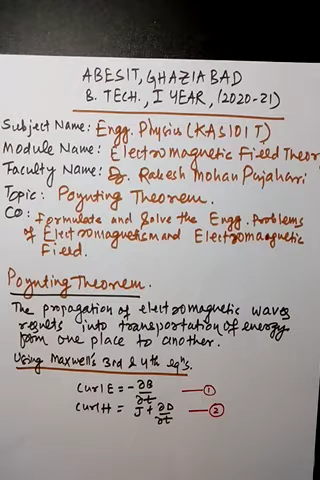 ABESIT, GHAZIABAD
B. TECH., I YEAR, (2020-21)
Subject Name: Engg. Physics (KAS101T)
Module Name: Electromagnetic Field Theory
Faculty Name: Dr. Rakesh Mohan Pujahari
Topic: Poynting Theorem.
CO: Formulate and Solve the Engg. Problems
of Electromagnetism and Electromagnetic
Field.
Poynting Theorem.
The propagation of electromagnetic waves
results into transportation of energy
form one place to another.
Using Maxwell's 3rd & 4th eqns.
Curl E = - ∂B/∂t — ①
Curl H = J + ∂D/∂t — ②